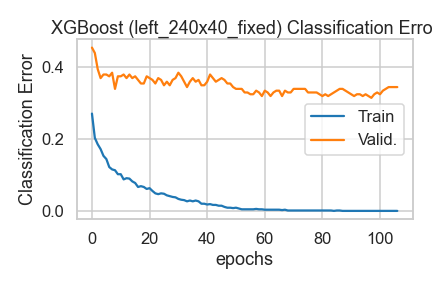 XGBoost (left_240x40_fixed) Classification Erro
Classification Error
0.4
0.2
0.0
Train
Valid.
0
20
40
60
80
100
epochs